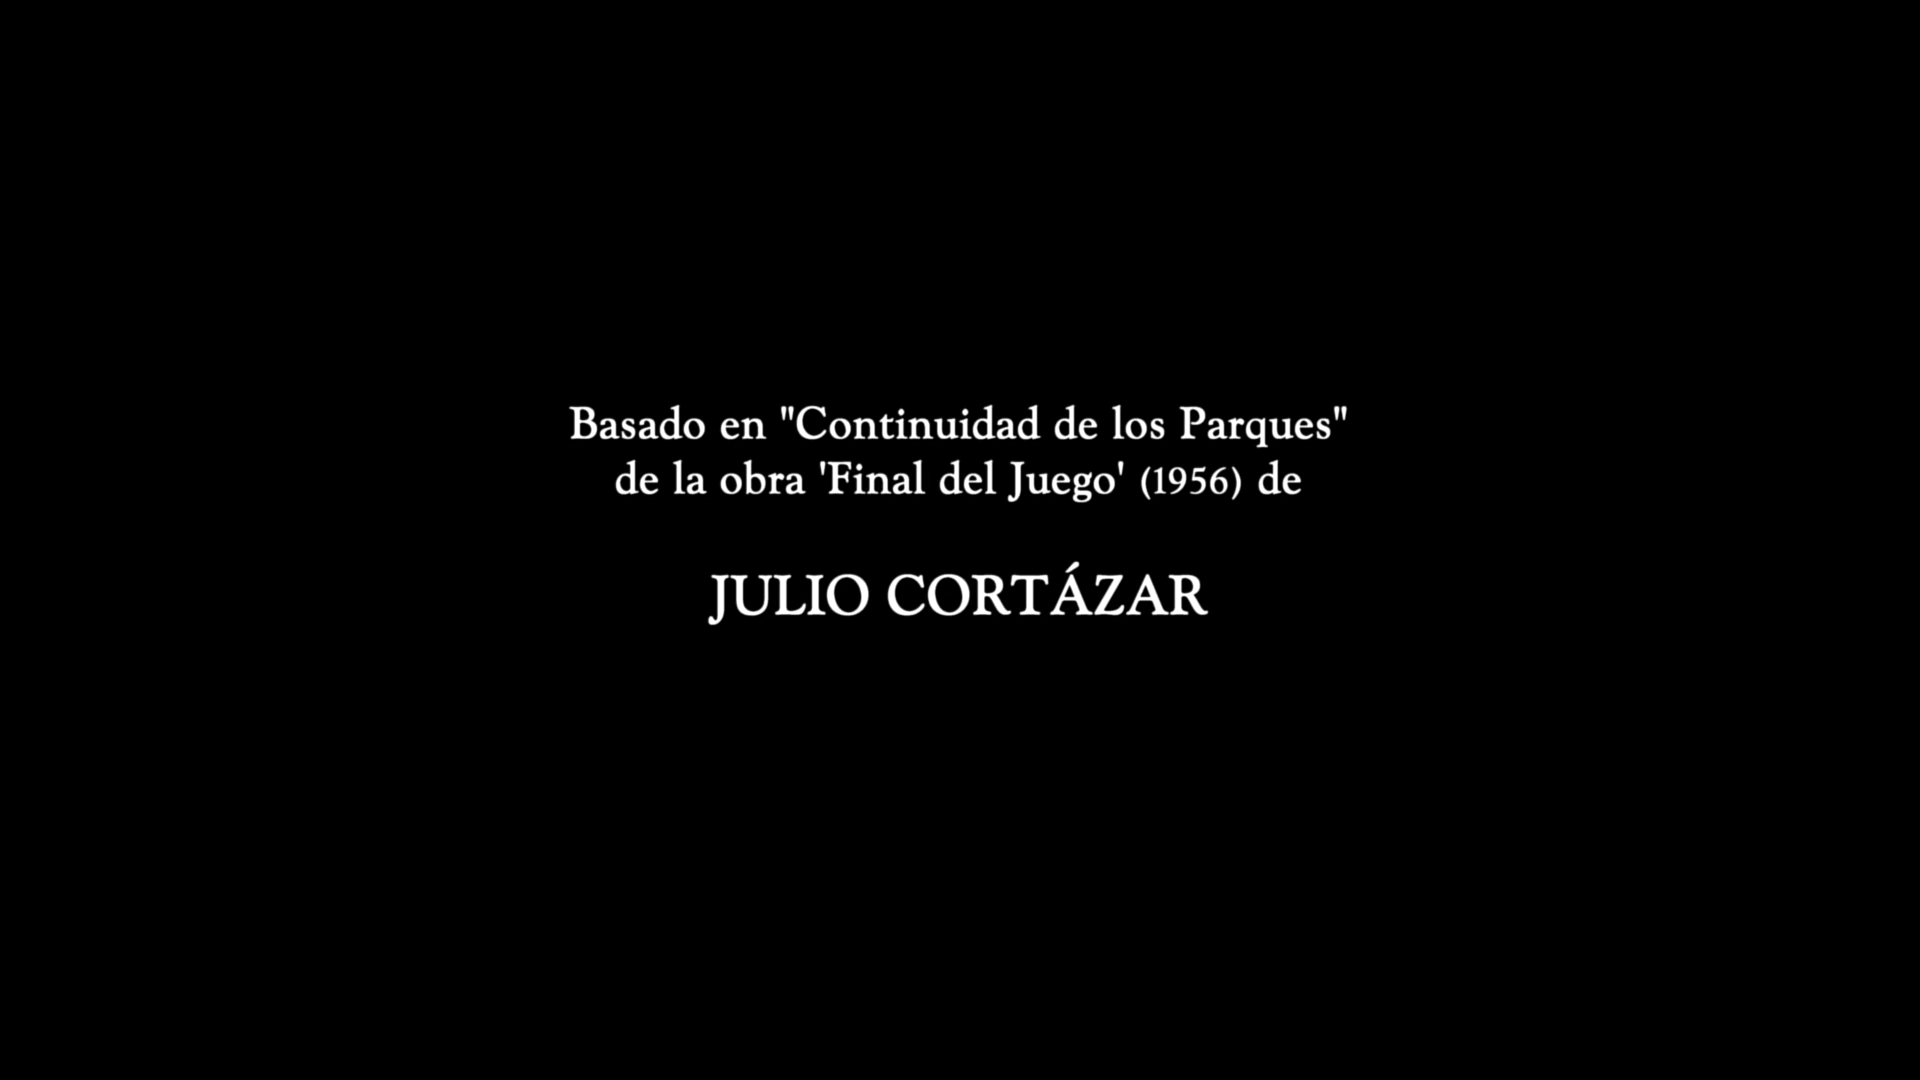 Basado en "Continuidad de los Parques"
de la obra 'Final del Juego' (1956) de
JULIO CORTÁZAR